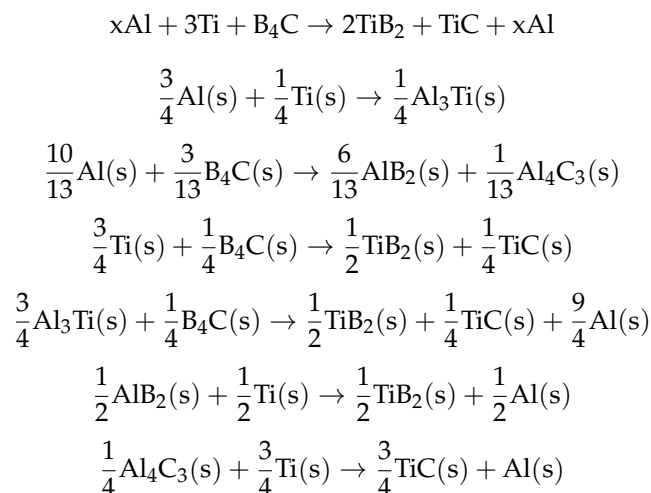 xAl + 3Ti + B₄C → 2TiB₂ + TiC + xAl
3/4 Al(s) + 1/4 Ti(s) → 1/4 Al₃Ti(s)
10/13 Al(s) + 3/13 B₄C(s) → 6/13 AlB₂(s) + 1/13 Al₄C₃(s)
3/4 Ti(s) + 1/4 B₄C(s) → 1/2 TiB₂(s) + 1/4 TiC(s)
3/4 Al₃Ti(s) + 1/4 B₄C(s) → 1/2 TiB₂(s) + 1/4 TiC(s) + 9/4 Al(s)
1/2 AlB₂(s) + 1/2 Ti(s) → 1/2 TiB₂(s) + 1/2 Al(s)
1/4 Al₄C₃(s) + 3/4 Ti(s) → 3/4 TiC(s) + Al(s)